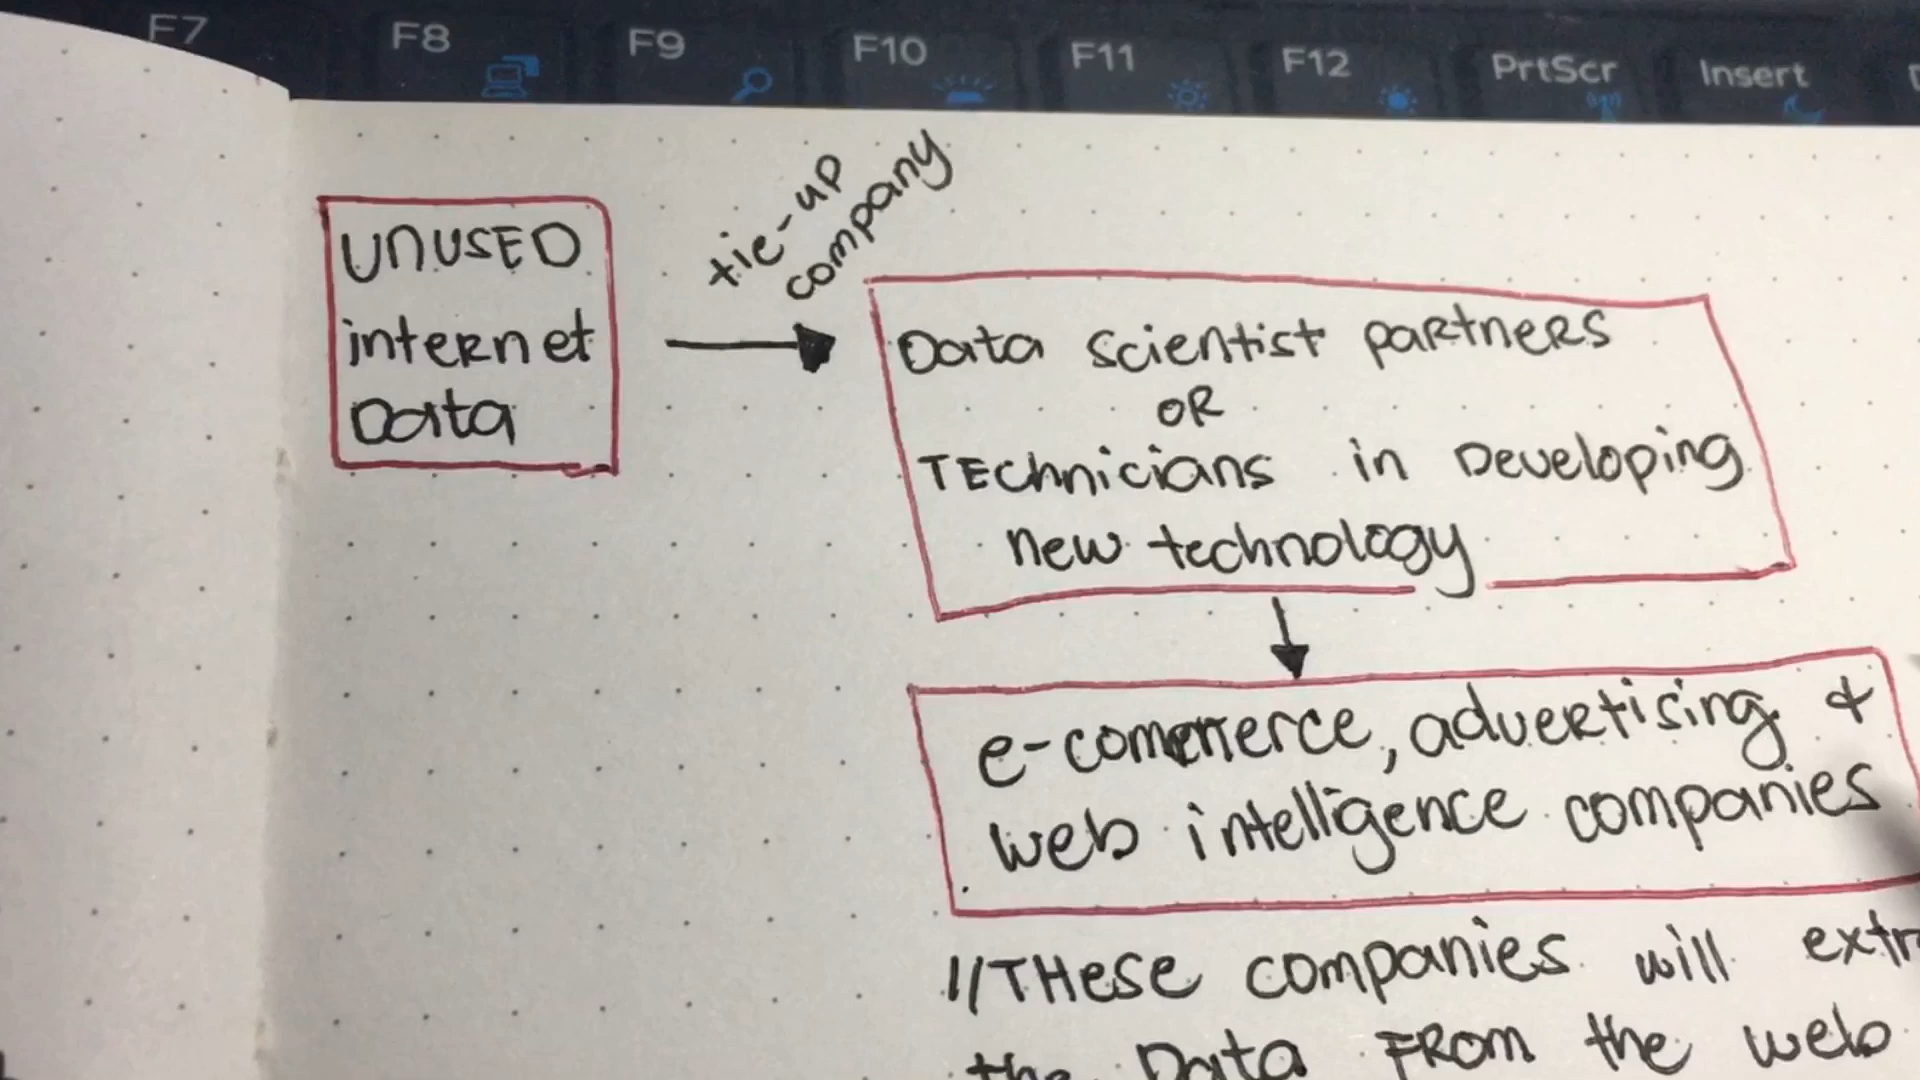 F7 F8 F9 F10 F11 F12 PrtScr Insert
UNUSED
internet
Data
tie-up
company
Data scientist partners
OR
TEchnicians in Developing
new technology
e-commerce, advertising &
web intelligence companies
//THese companies will
the Data FROM the web